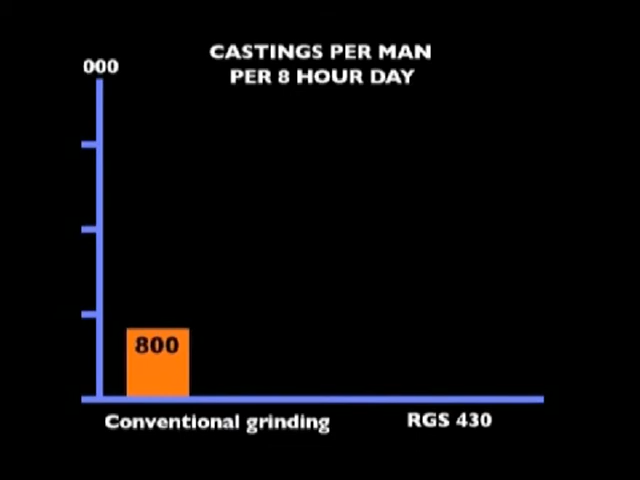 CASTINGS PER MAN
PER 8 HOUR DAY
000
800
Conventional grinding
RGS 430